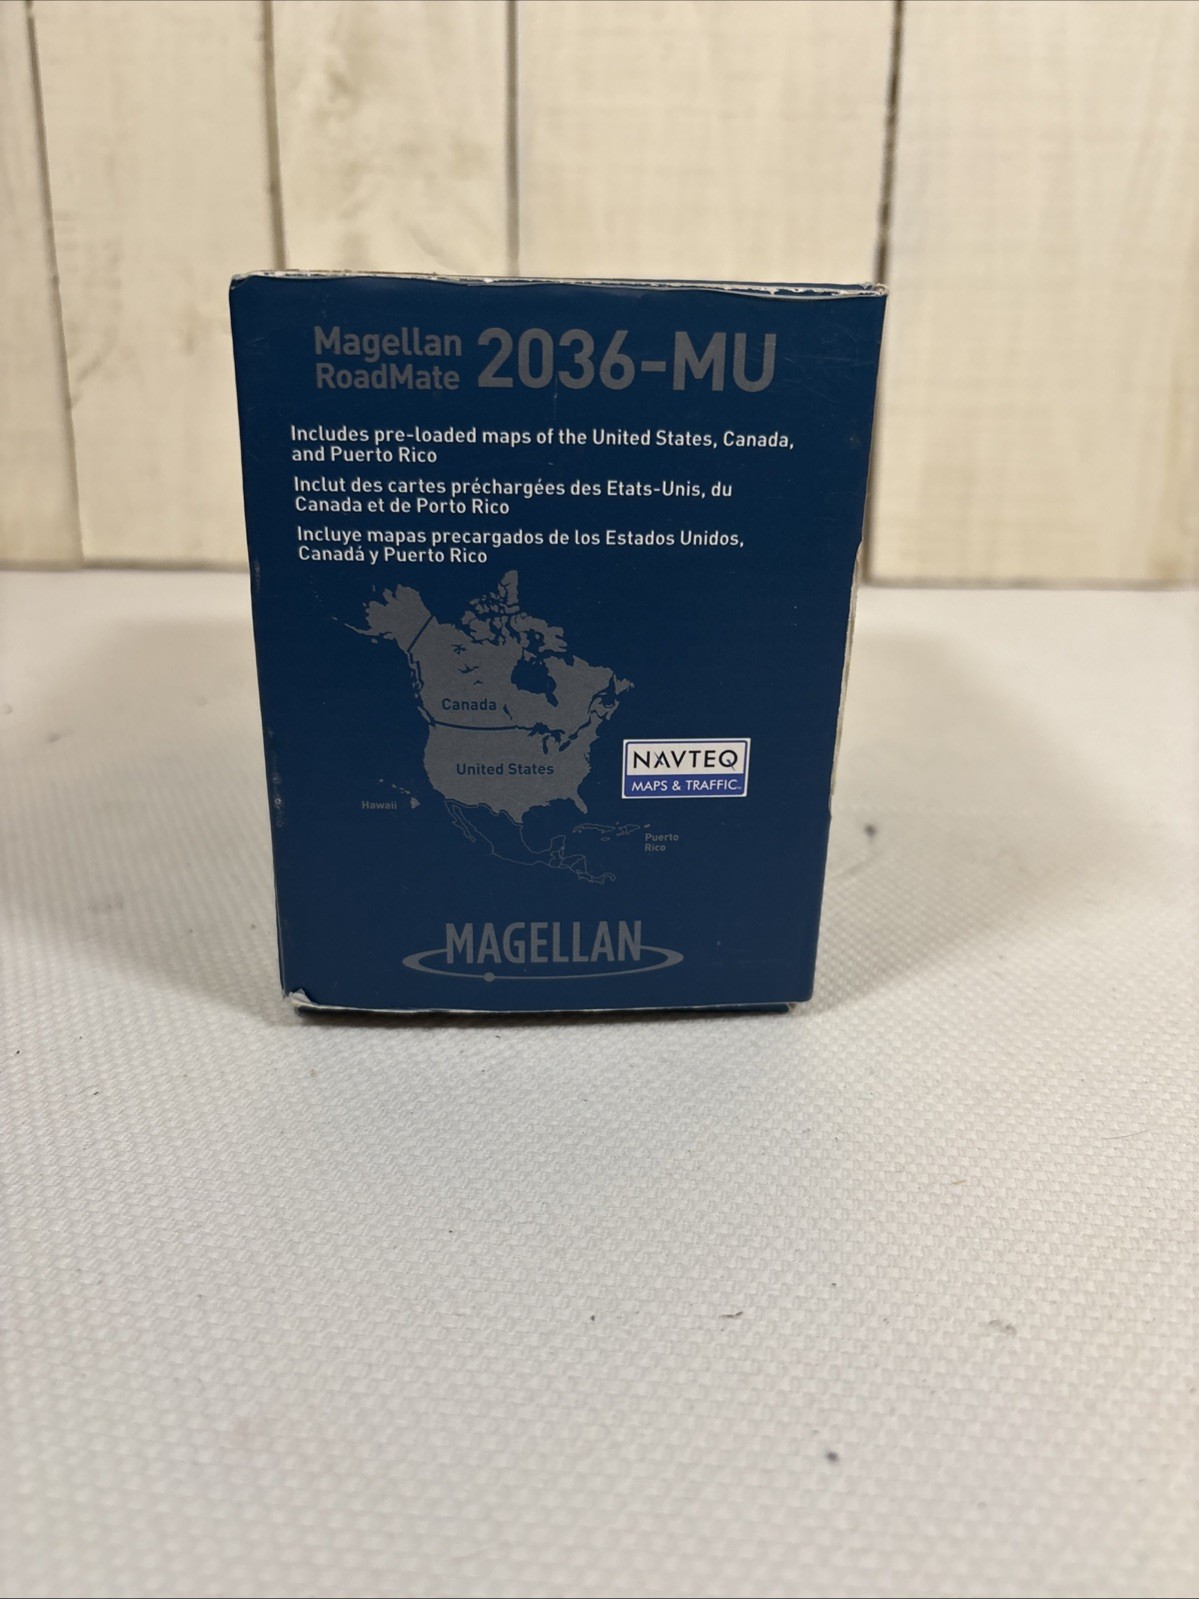 Magellan
RoadMate 2036-MU
Includes pre-loaded maps of the United States, Canada,
and Puerto Rico
Inclut des cartes préchargées des Etats-Unis, du
Canada et de Porto Rico
Incluye mapas precargados de los Estados Unidos,
Canadá y Puerto Rico
Canada
United States
Hawaii
Puerto
Rico
NAVTEQ
MAPS & TRAFFIC
MAGELLAN